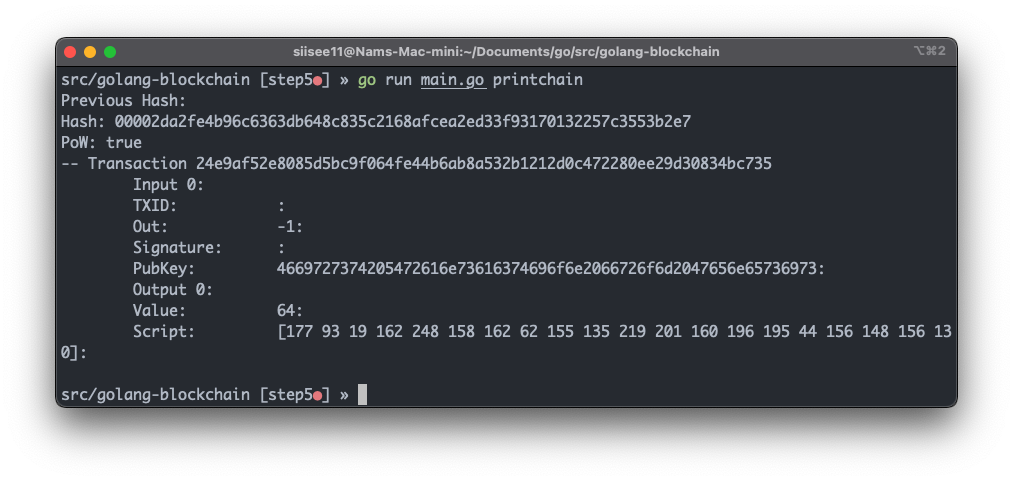 siisee11@Nams-Mac-mini:~/Documents/go/src/golang-blockchain
⌥⌘2
src/golang-blockchain [step5●] » go run main.go printchain
Previous Hash:
Hash: 00002da2fe4b96c6363db648c835c2168afcea2ed33f93170132257c3553b2e7
PoW: true
-- Transaction 24e9af52e8085d5bc9f064fe44b6ab8a532b1212d0c472280ee29d30834bc735
Input 0:
TXID: :
Out: -1:
Signature: :
PubKey: 4669727374205472616e73616374696f6e2066726f6d2047656e65736973:
Output 0:
Value: 64:
Script: [177 93 19 162 248 158 162 62 155 135 219 201 160 196 195 44 156 148 156 13
0]:
src/golang-blockchain [step5●] »